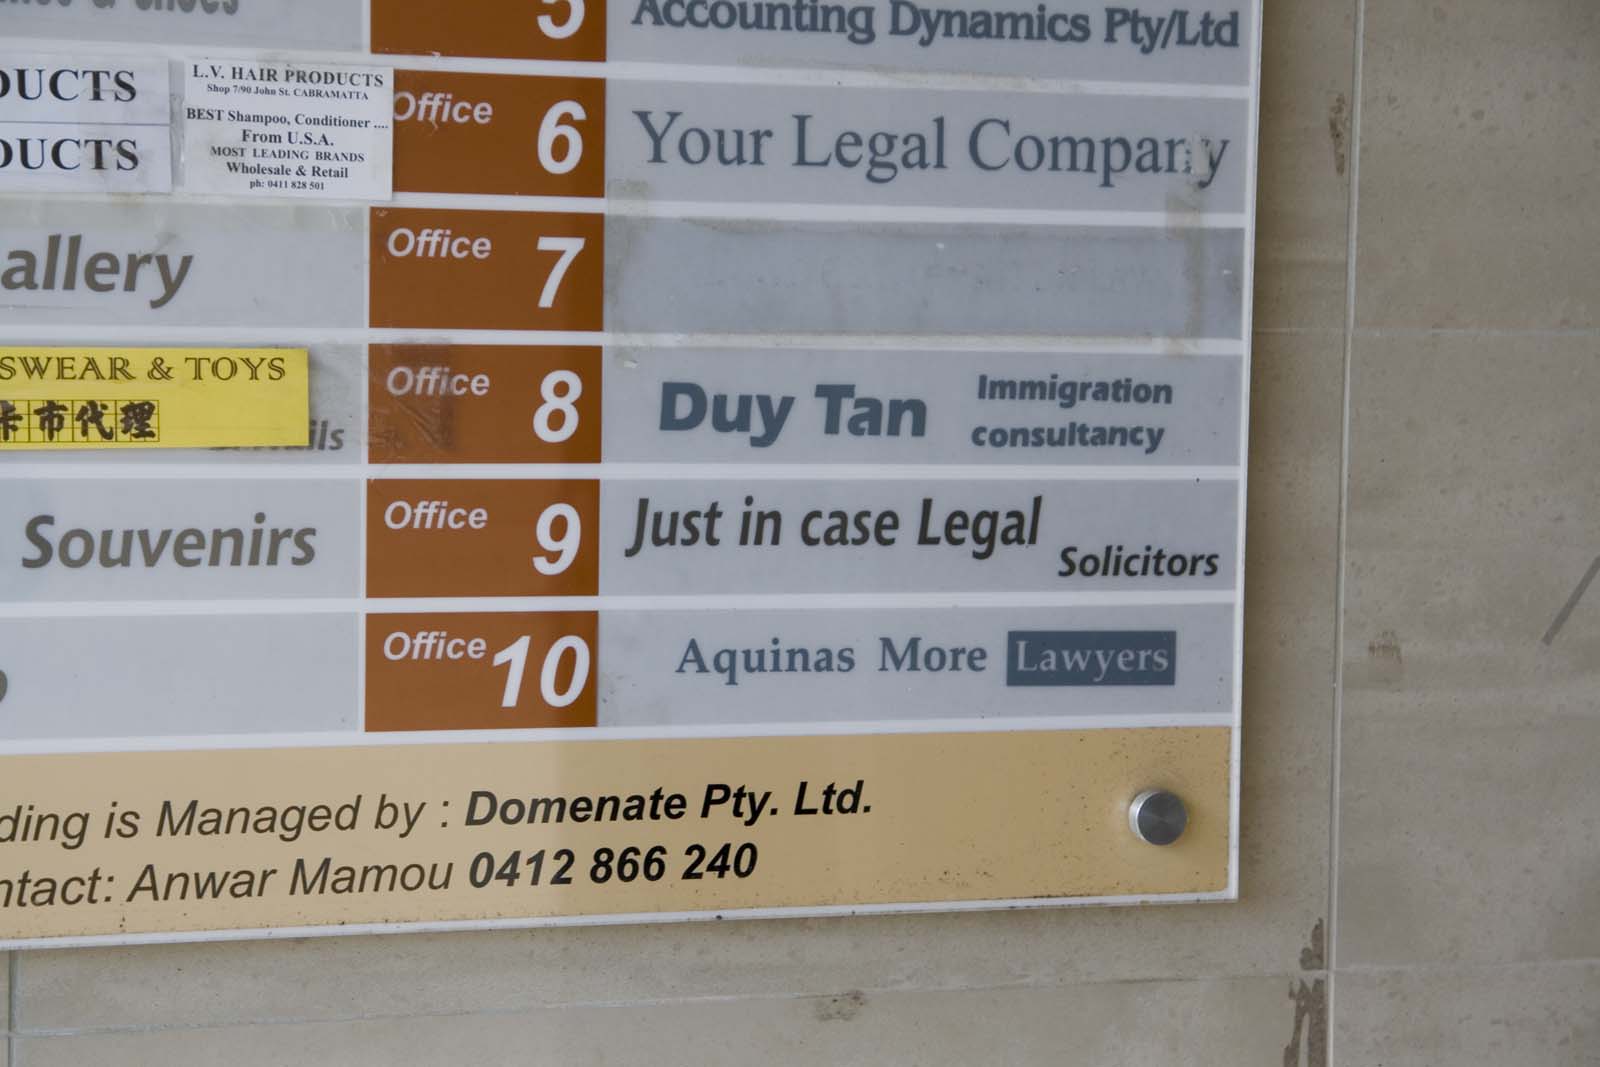 5 Accounting Dynamics Pty/Ltd
DUCTS
DUCTS
L.V. HAIR PRODUCTS
Shop 7/90 John St. CABRAMATTA
BEST Shampoo, Conditioner ....
From U.S.A.
MOST LEADING BRANDS
Wholesale & Retail
ph: 0411 828 501
Office 6 Your Legal Company
allery
Office 7
SWEAR & TOYS
卡市代理
ils
Office 8 Duy Tan Immigration
consultancy
Souvenirs
Office 9 Just in case Legal
Solicitors
Office 10 Aquinas More Lawyers
ding is Managed by : Domenate Pty. Ltd.
ntact: Anwar Mamou 0412 866 240